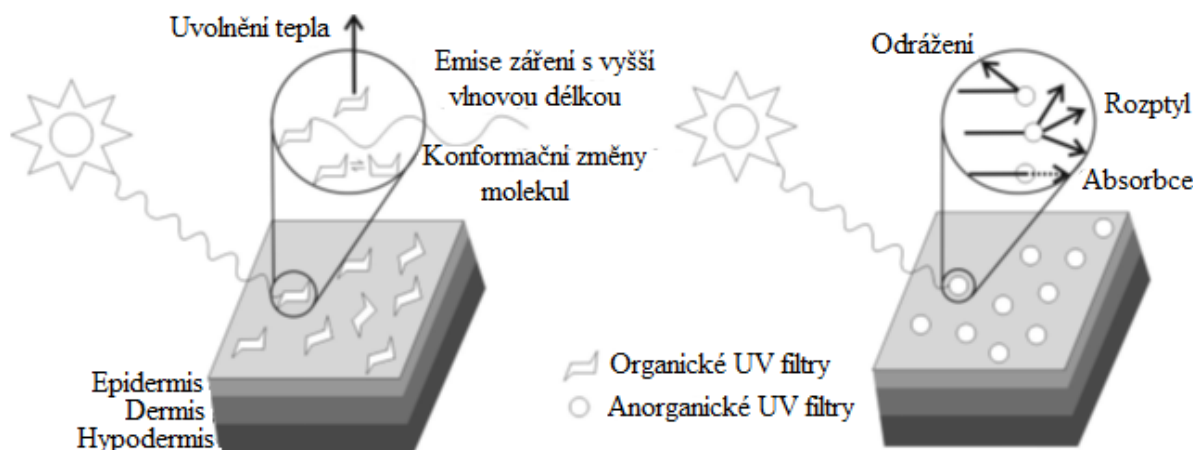 Uvolnění tepla
Emise záření s vyšší
vlnovou délkou
Konformační změny
molekul
Epidermis
Dermis
Hypodermis
Odrážení
Rozptyl
Absorbce
Organické UV filtry
Anorganické UV filtry